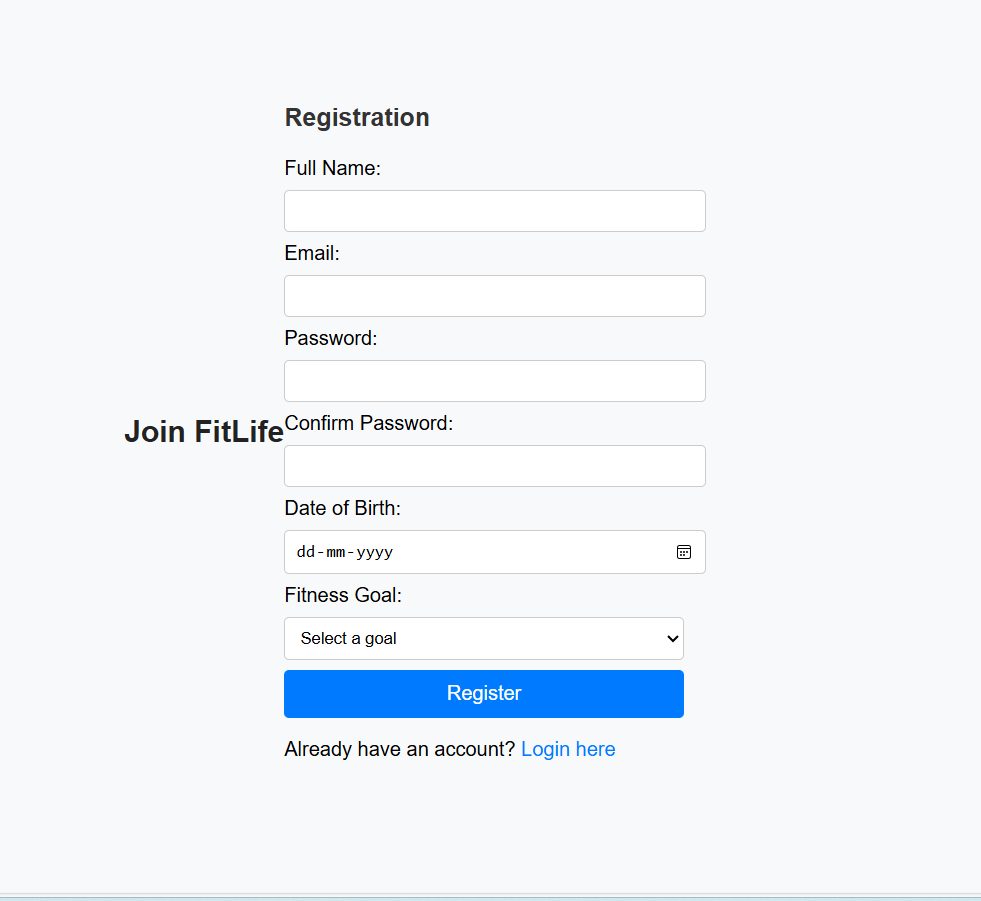 Registration
Full Name:
Email:
Password:
Join FitLife
Confirm Password:
Date of Birth:
dd-mm-yyyy
Fitness Goal:
Select a goal
Register
Already have an account? Login here